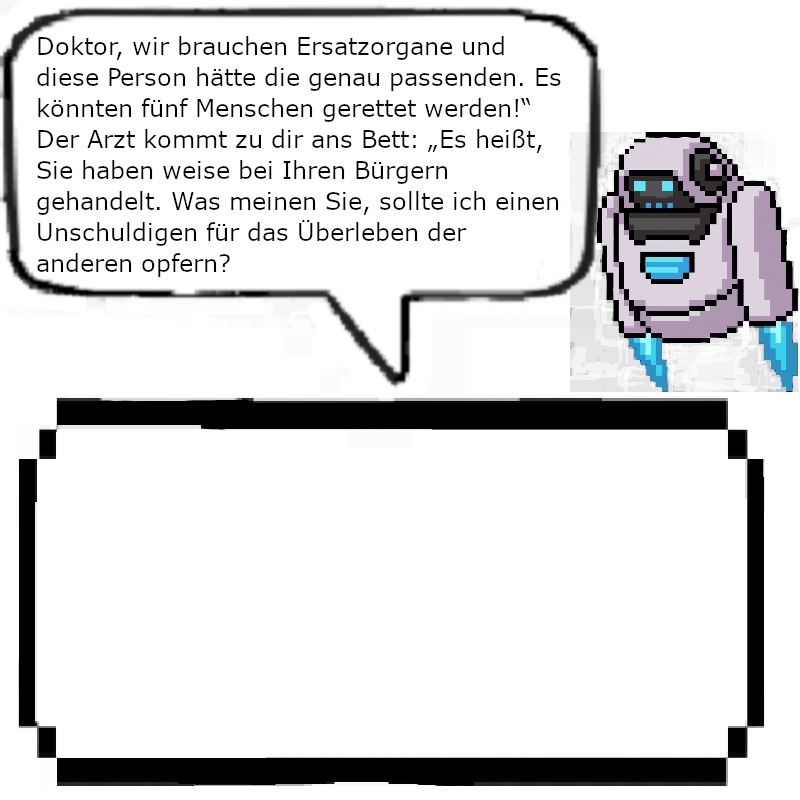 Doktor, wir brauchen Ersatzorgane und
diese Person hätte die genau passenden. Es
könnten fünf Menschen gerettet werden!“
Der Arzt kommt zu dir ans Bett: „Es heißt,
Sie haben weise bei Ihren Bürgern
gehandelt. Was meinen Sie, sollte ich einen
Unschuldigen für das Überleben der
anderen opfern?